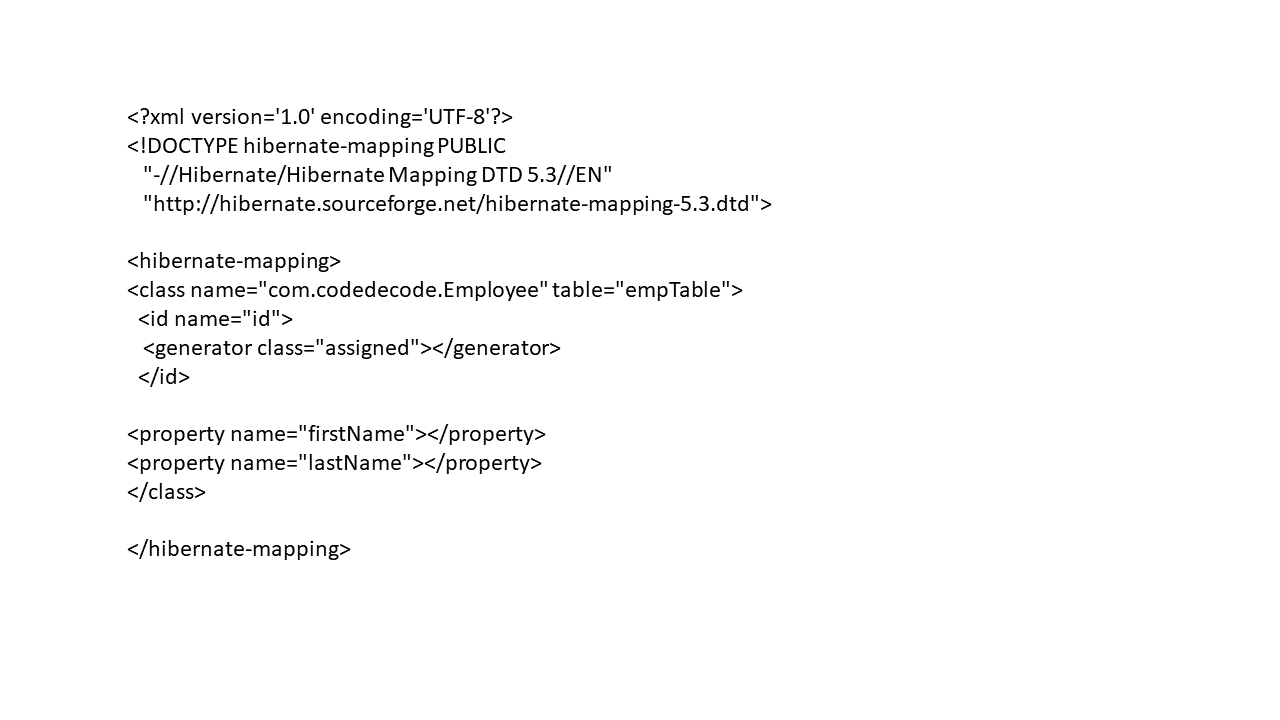 <?xml version='1.0' encoding='UTF-8'?>
<!DOCTYPE hibernate-mapping PUBLIC
"-//Hibernate/Hibernate Mapping DTD 5.3//EN"
"http://hibernate.sourceforge.net/hibernate-mapping-5.3.dtd">
<hibernate-mapping>
<class name="com.codedecode.Employee" table="empTable">
<id name="id">
<generator class="assigned"></generator>
</id>
<property name="firstName"></property>
<property name="lastName"></property>
</class>
</hibernate-mapping>